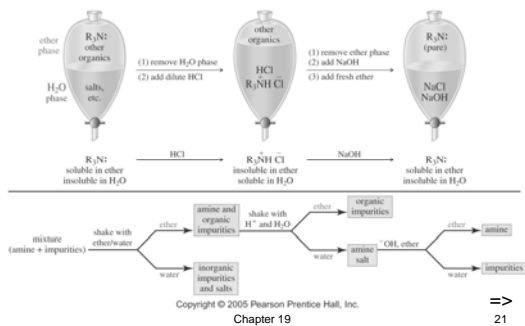 ether
phase
R₃N:
other
organics
H₂O
phase
salts,
etc.
(1) remove H₂O phase
(2) add dilute HCl
other
organics
HCl
R₃N⁺H Cl⁻
(1) remove ether phase
(2) add NaOH
(3) add fresh ether
R₃N:
(pure)
NaCl
NaOH
R₃N:
soluble in ether
insoluble in H₂O
HCl
R₃N⁺H Cl⁻
insoluble in ether
soluble in H₂O
NaOH
R₃N:
soluble in ether
insoluble in H₂O
mixture
(amine + impurities)
shake with
ether/water
ether
amine and
organic
impurities
water
inorganic
impurities
and salts
shake with
H⁺ and H₂O
ether
organic
impurities
water
amine
salt
⁻OH, ether
ether
amine
water
impurities
Copyright © 2005 Pearson Prentice Hall, Inc.
=>
Chapter 19
21